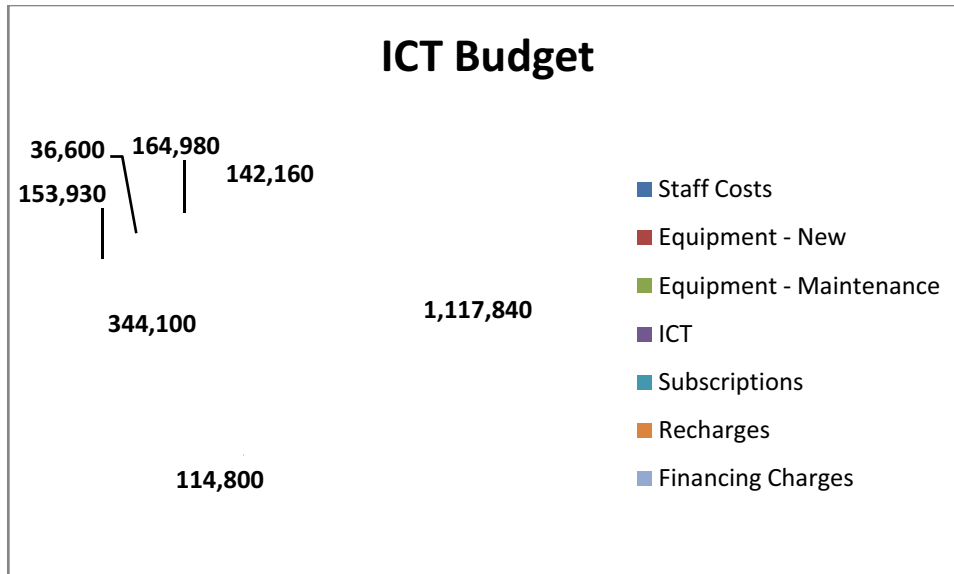 ICT Budget
36,600
164,980
142,160
153,930
344,100
1,117,840
114,800
Staff Costs
Equipment - New
Equipment - Maintenance
ICT
Subscriptions
Recharges
Financing Charges